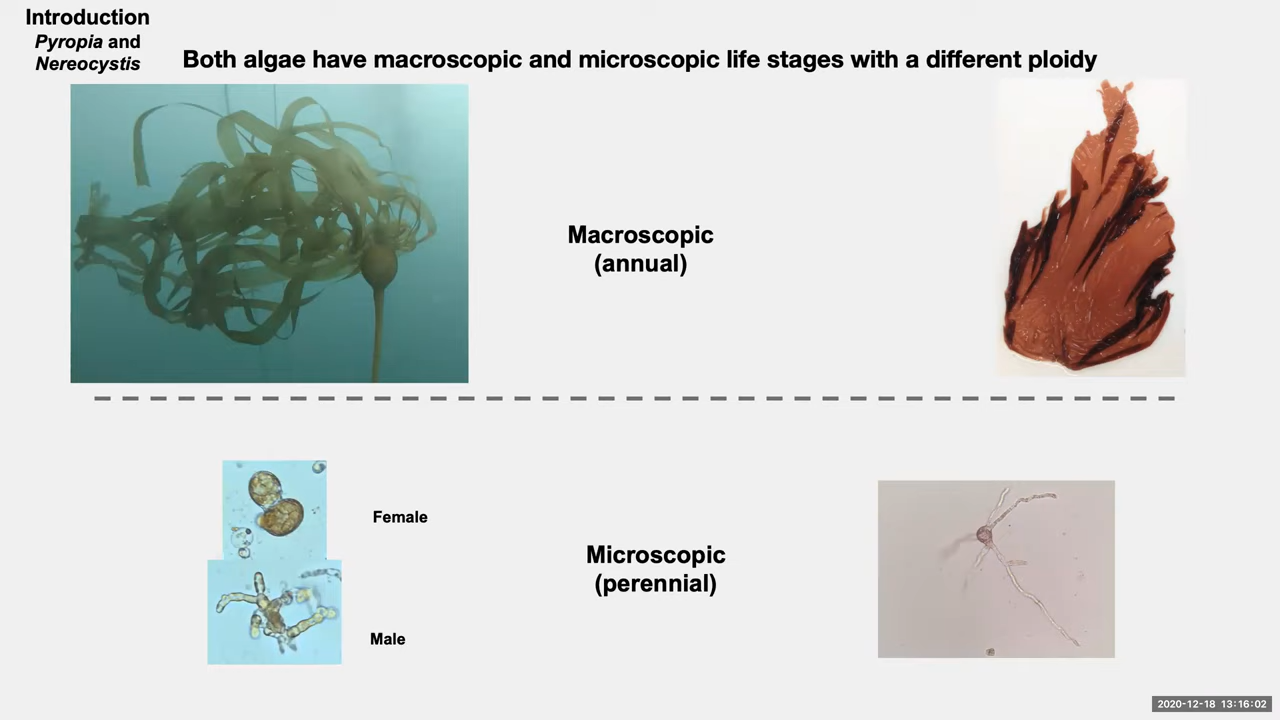 Introduction
Pyropia and
Nereocystis
Both algae have macroscopic and microscopic life stages with a different ploidy
Macroscopic
(annual)
Female
Microscopic
(perennial)
Male
2020-12-18 13:16:02